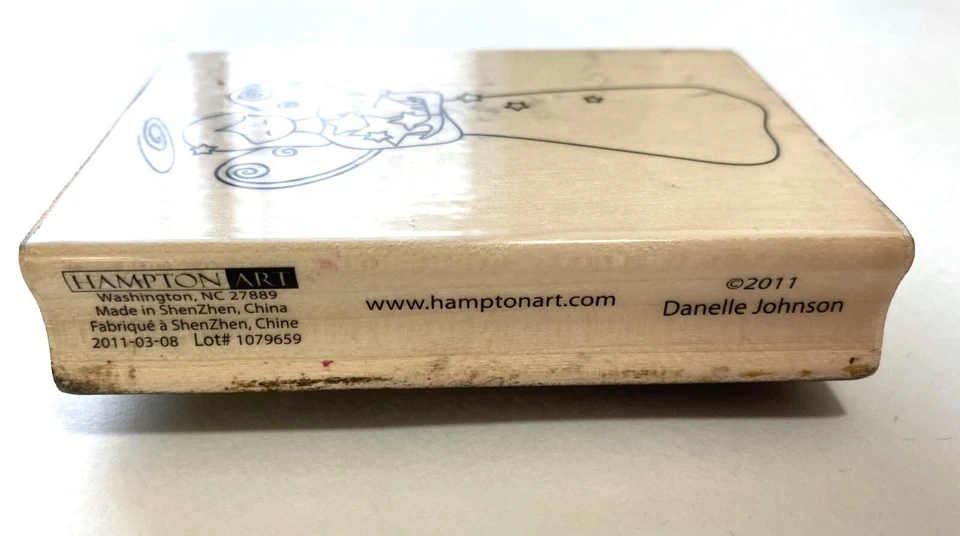 HAMPTON ART
Washington, NC 27889
Made in ShenZhen, China
Fabriqué à ShenZhen, Chine
2011-03-08 Lot# 1079659
www.hamptonart.com
©2011
Danelle Johnson